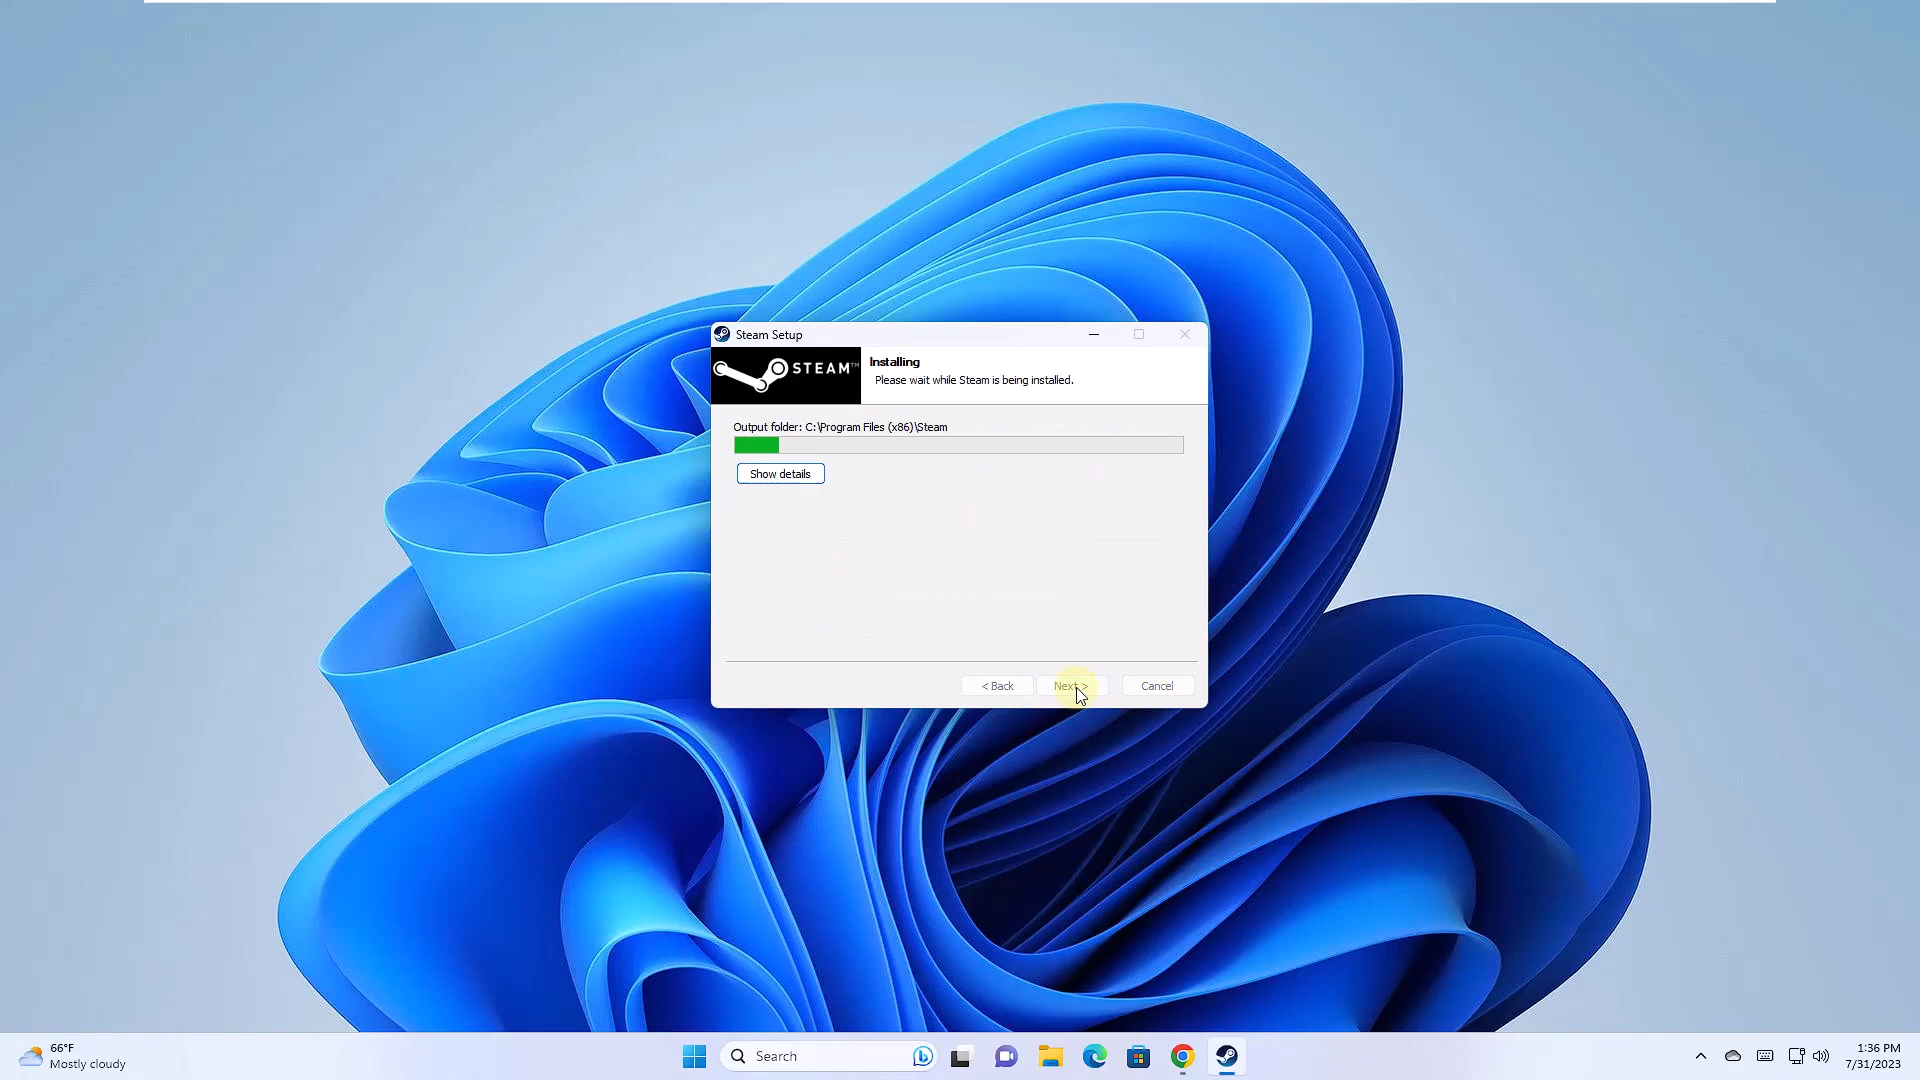 Steam Setup
STEAM™
Installing
Please wait while Steam is being installed.
Output folder: C:\Program Files (x86)\Steam
Show details
< Back
Next >
Cancel
66°F
Mostly cloudy
Search
1:36 PM
7/31/2023